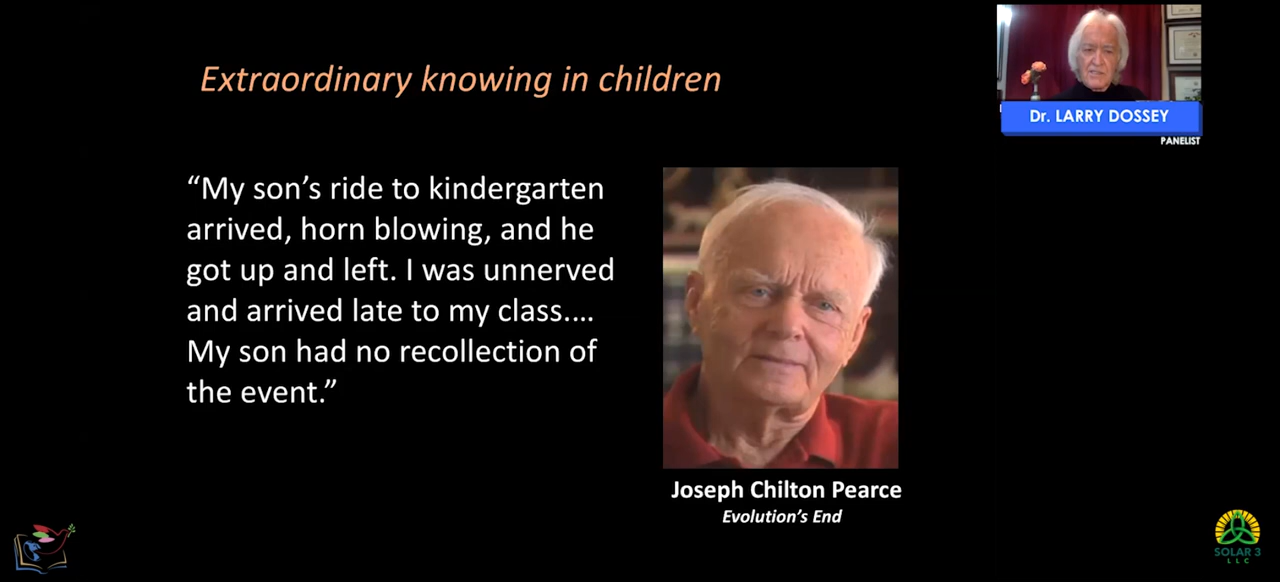 Extraordinary knowing in children
Dr. LARRY DOSSEY
PANELIST
“My son’s ride to kindergarten
arrived, horn blowing, and he
got up and left. I was unnerved
and arrived late to my class.…
My son had no recollection of
the event.”
Joseph Chilton Pearce
Evolution’s End
SOLAR 3
LLC